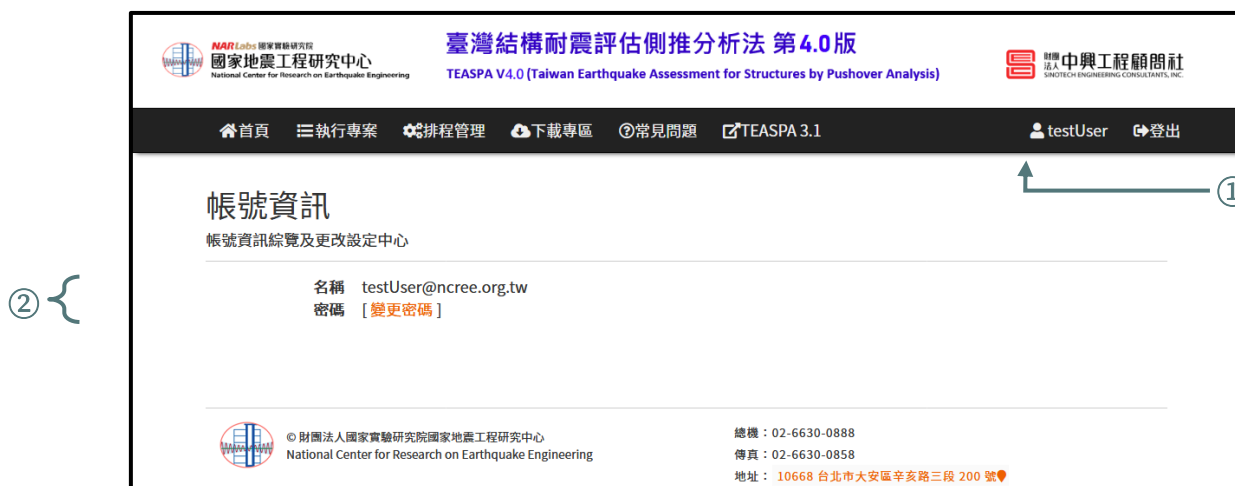 NARLabs 國家實驗研究院
國家地震工程研究中心
National Center for Research on Earthquake Engineering
臺灣結構耐震評估側推分析法 第4.0版
TEASPA V4.0 (Taiwan Earthquake Assessment for Structures by Pushover Analysis)
財團法人中興工程顧問社
SINOTECH ENGINEERING CONSULTANTS, INC.
首頁 執行專案 排程管理 下載專區 常見問題 TEASPA 3.1 testUser 登出
①
帳號資訊
帳號資訊綜覽及更改設定中心
②
名稱 testUser@ncree.org.tw
密碼 [ 變更密碼 ]
© 財團法人國家實驗研究院國家地震工程研究中心
National Center for Research on Earthquake Engineering
總機：02-6630-0888
傳真：02-6630-0858
地址： 10668 台北市大安區辛亥路三段 200 號